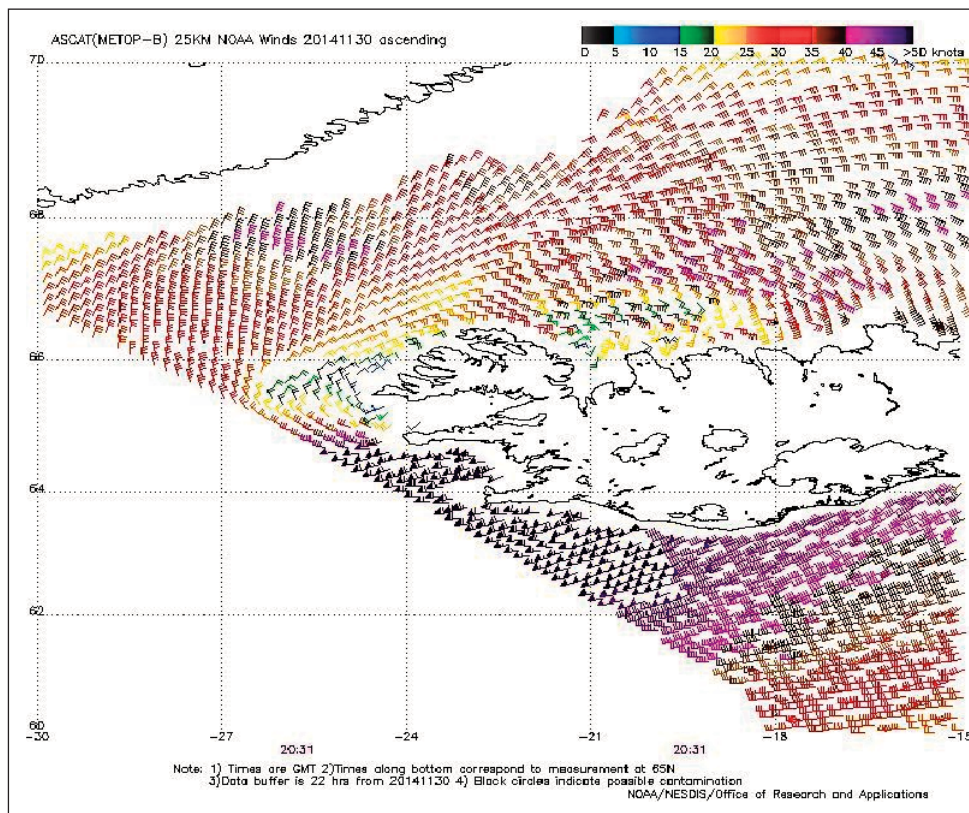 ASCAT(METOP-B) 25KM NOAA Winds 20141130 ascending
0 5 10 15 20 25 30 35 40 45 >50 knots
70
68
66
64
62
60
-30 -27 -24 -21 -18 -15
20:31 20:31
Note: 1) Times are GMT 2)Times along bottom correspond to measurement at 65N
3)Data buffer is 22 hrs from 20141130 4) Black circles indicate possible contamination
NOAA/NESDIS/Office of Research and Applications